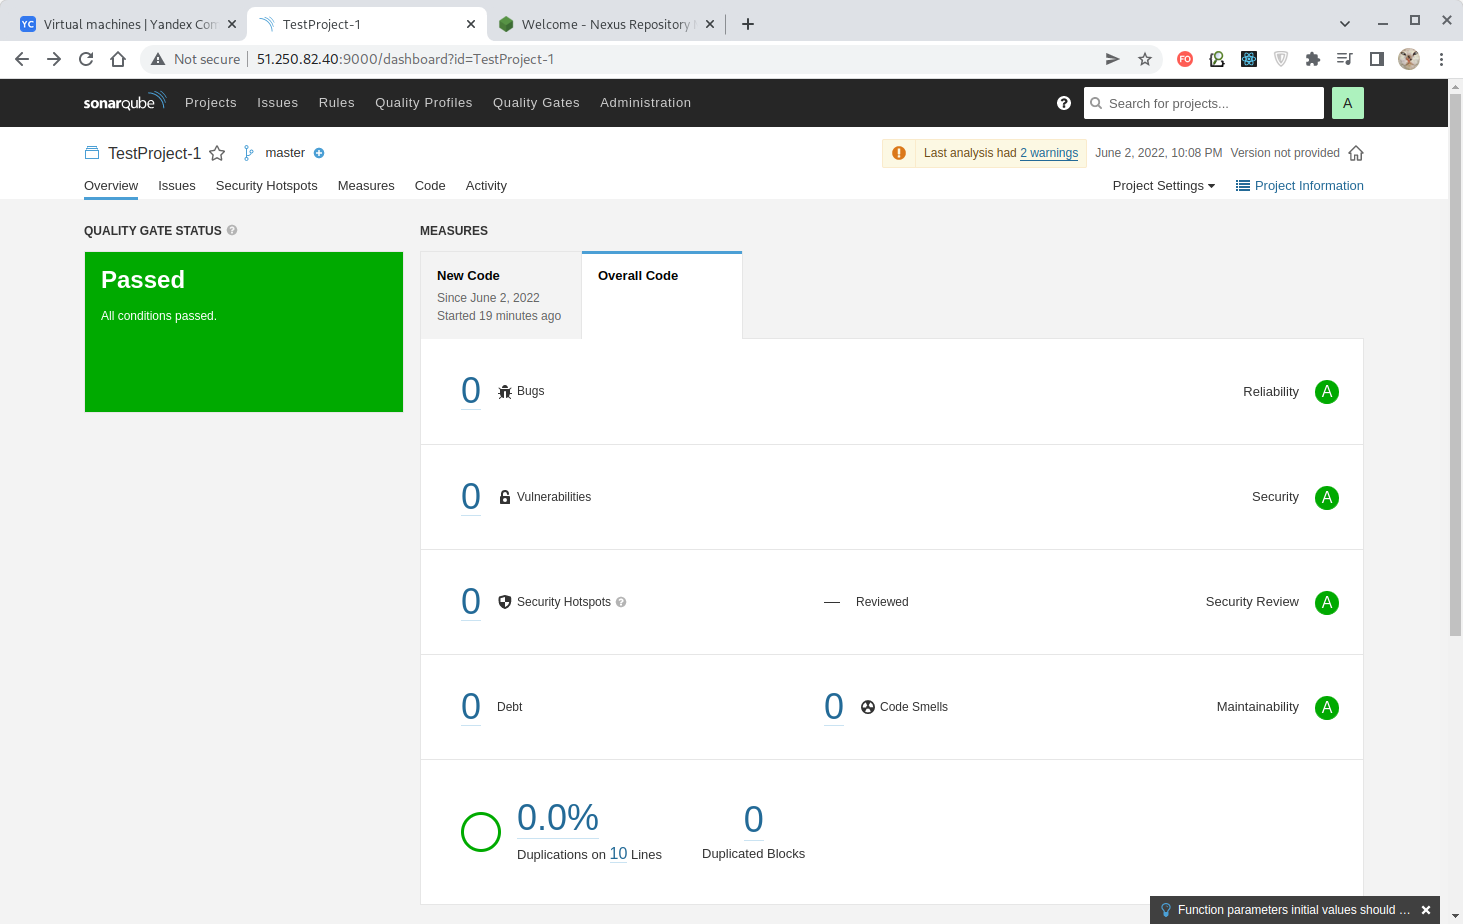 YC Virtual machines | Yandex Con
TestProject-1
Welcome - Nexus Repository
Not secure 51.250.82.40:9000/dashboard?id=TestProject-1
FO
sonarqube Projects Issues Rules Quality Profiles Quality Gates Administration
? Search for projects... A
TestProject-1 master
Last analysis had 2 warnings June 2, 2022, 10:08 PM Version not provided
Overview Issues Security Hotspots Measures Code Activity
Project Settings Project Information
QUALITY GATE STATUS ?
MEASURES
Passed
All conditions passed.
New Code
Since June 2, 2022
Started 19 minutes ago
Overall Code
0 Bugs Reliability A
0 Vulnerabilities Security A
0 Security Hotspots ? — Reviewed Security Review A
0 Debt 0 Code Smells Maintainability A
0.0%
Duplications on 10 Lines
0
Duplicated Blocks
Function parameters initial values should ...